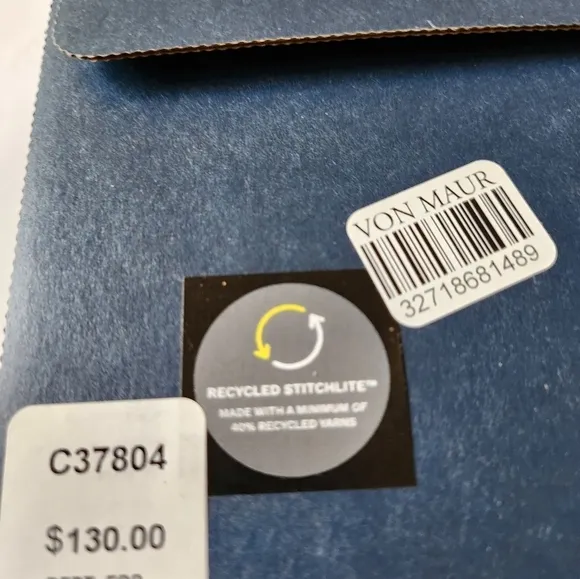 VON MAUR
32718681489
RECYCLED STITCHLITE™
MADE WITH A MINIMUM OF
40% RECYCLED YARNS
C37804
$130.00